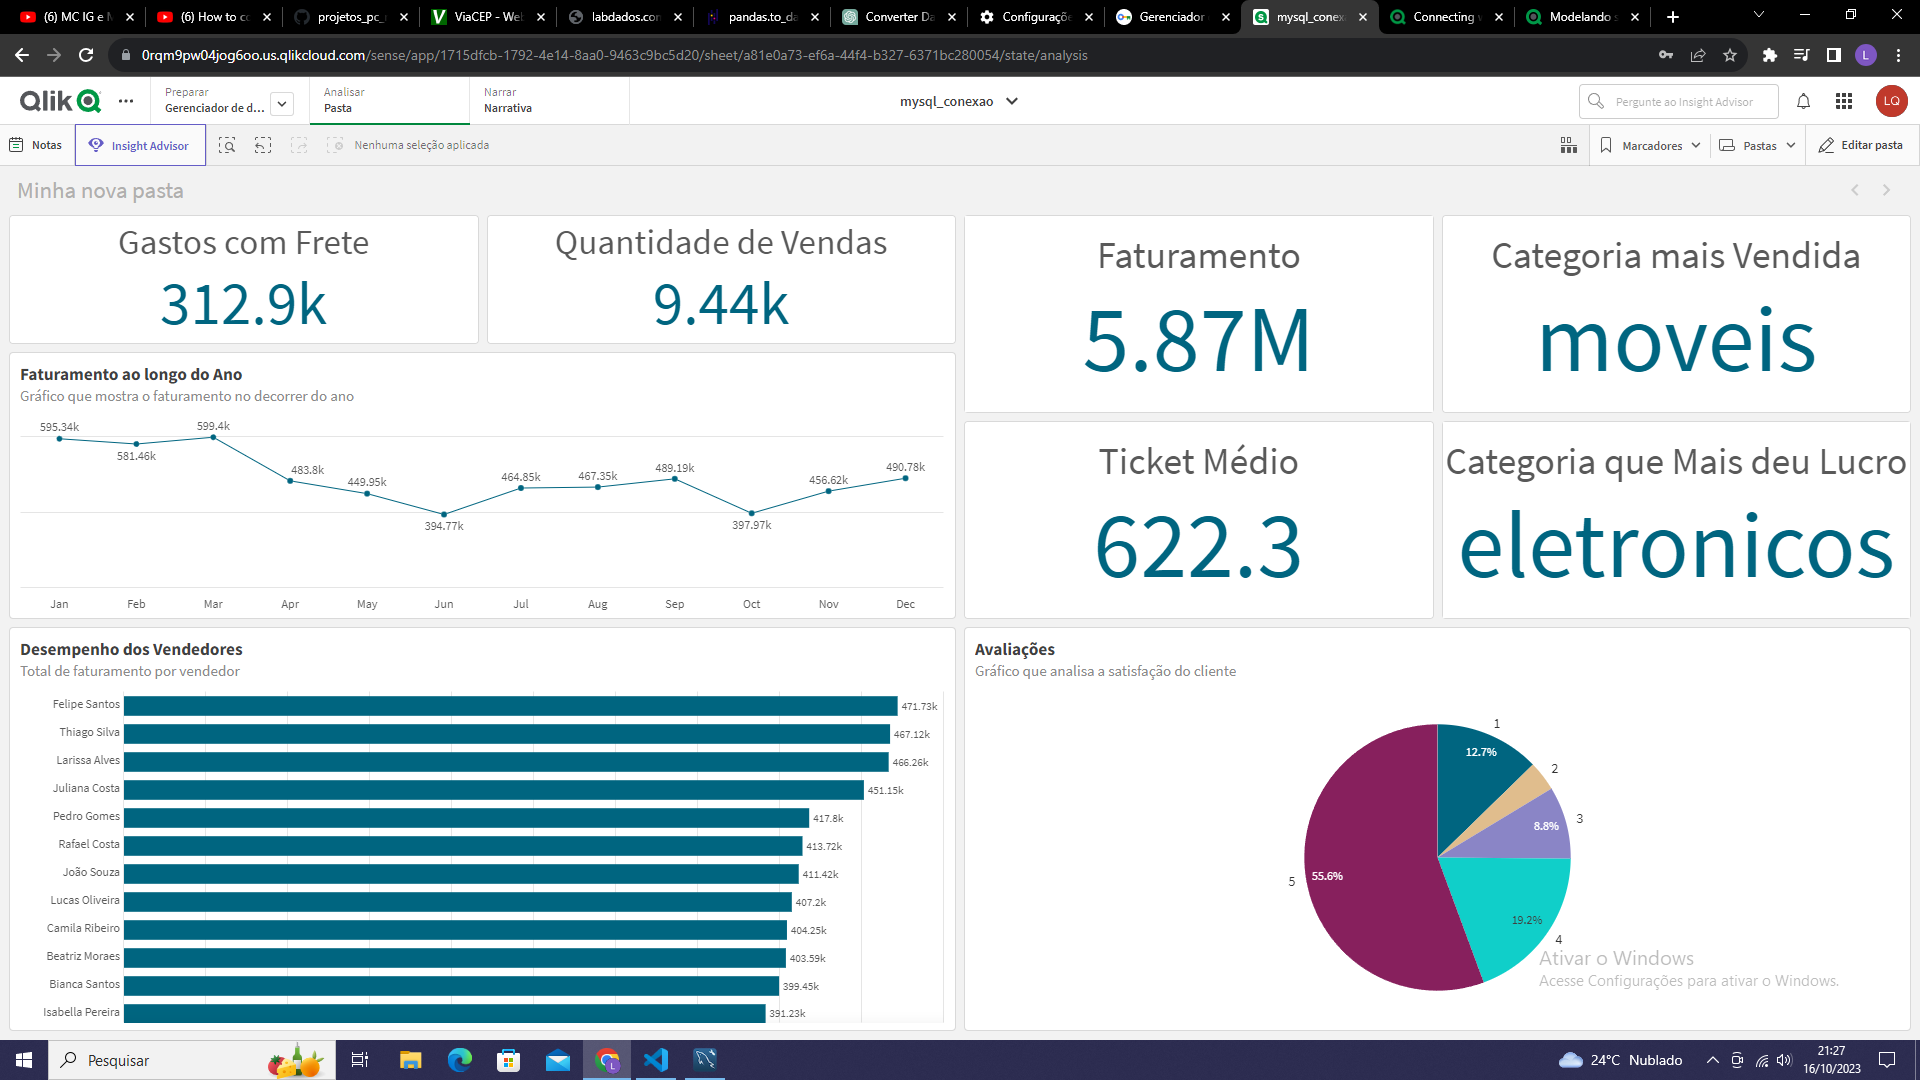 (6) MC IG e M
(6) How to co
projetos_pc_r
ViaCEP - Web
labdados.com
pandas.to_da
Converter Da
Configuraçõe
Gerenciador
mysql_conexa
Connecting
Modelando s
0rqm9pw04jog6oo.us.qlikcloud.com/sense/app/1715dfcb-1792-4e14-8aa0-9463c9bc5d20/sheet/a81e0a73-ef6a-44f4-b327-6371bc280054/state/analysis
L
Qlik
Preparar
Gerenciador de d...
Analisar
Pasta
Narrar
Narrativa
mysql_conexao
Pergunte ao Insight Advisor
LQ
Notas
Insight Advisor
Nenhuma seleção aplicada
Marcadores
Pastas
Editar pasta
Minha nova pasta
Gastos com Frete
312.9k
Quantidade de Vendas
9.44k
Faturamento
5.87M
Categoria mais Vendida
moveis
Faturamento ao longo do Ano
Gráfico que mostra o faturamento no decorrer do ano
595.34k
581.46k
599.4k
483.8k
449.95k
394.77k
464.85k
467.35k
489.19k
397.97k
456.62k
490.78k
Jan Feb Mar Apr May Jun Jul Aug Sep Oct Nov Dec
Ticket Médio
622.3
Categoria que Mais deu Lucro
eletronicos
Desempenho dos Vendedores
Total de faturamento por vendedor
Felipe Santos 471.73k
Thiago Silva 467.12k
Larissa Alves 466.26k
Juliana Costa 451.15k
Pedro Gomes 417.8k
Rafael Costa 413.72k
João Souza 411.42k
Lucas Oliveira 407.2k
Camila Ribeiro 404.25k
Beatriz Moraes 403.59k
Bianca Santos 399.45k
Isabella Pereira 391.23k
Avaliações
Gráfico que analisa a satisfação do cliente
1
12.7%
2
3
8.8%
5
55.6%
19.2%
4
Ativar o Windows
Acesse Configurações para ativar o Windows.
Pesquisar
24°C Nublado
21:27
16/10/2023